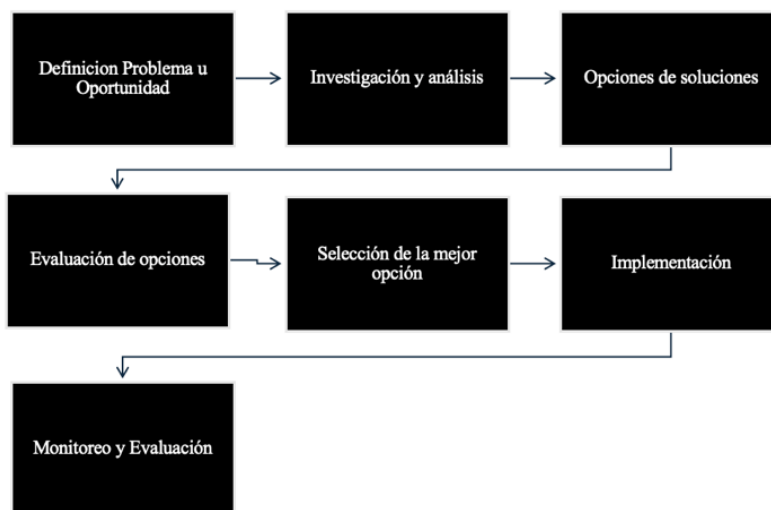 Definicion Problema u
Oportunidad
Investigación y análisis
Opciones de soluciones
Evaluación de opciones
Selección de la mejor
opción
Implementación
Monitoreo y Evaluación